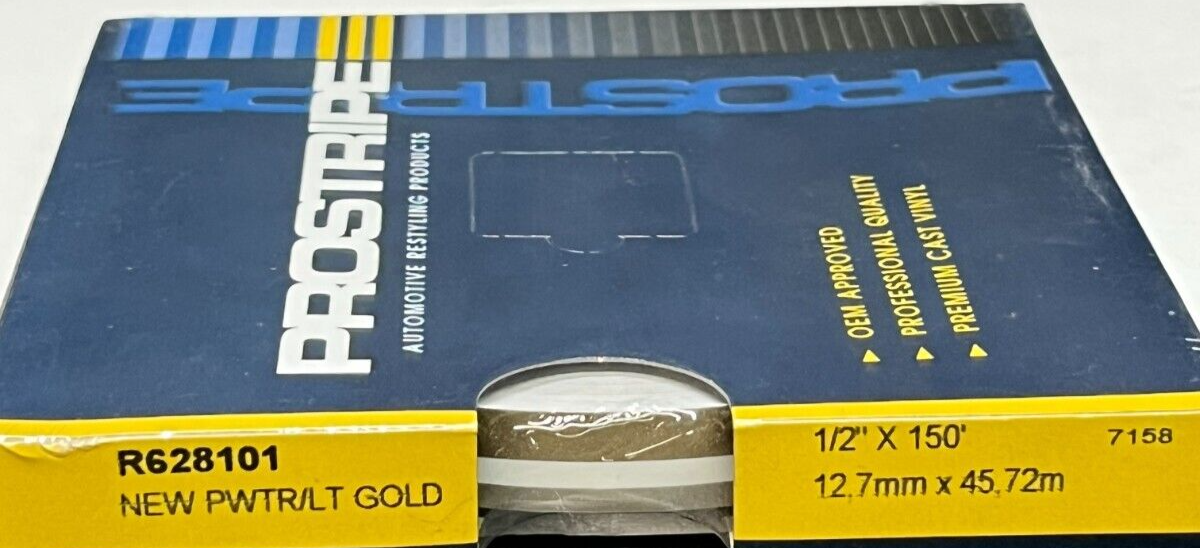 PROSTRIPE
PROSTRIPE
AUTOMOTIVE RESTYLING PRODUCTS
OEM APPROVED
PROFESSIONAL QUALITY
PREMIUM CAST VINYL
R628101
NEW PWTR/LT GOLD
1/2" X 150'
7158
12,7mm x 45,72m